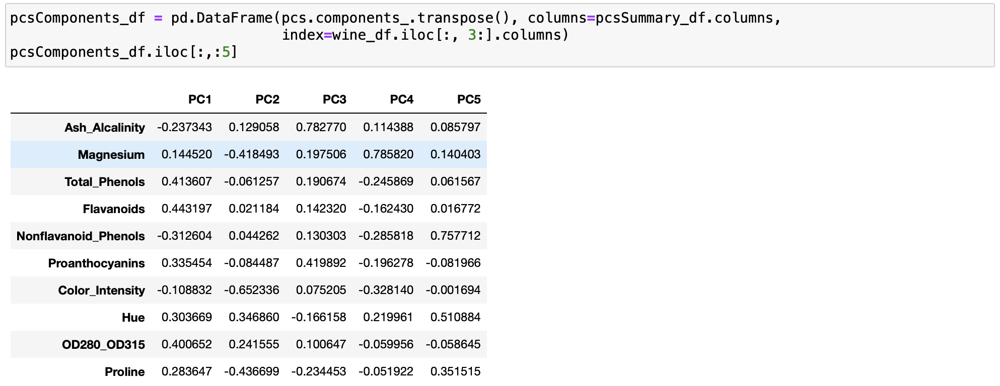 pcsComponents_df = pd.DataFrame(pcs.components_.transpose(), columns=pcsSummary_df.columns,
                                index=wine_df.iloc[:, 3:].columns)
pcsComponents_df.iloc[:,:5]
PC1 PC2 PC3 PC4 PC5
Ash_Alcalinity -0.237343 0.129058 0.782770 0.114388 0.085797
Magnesium 0.144520 -0.418493 0.197506 0.785820 0.140403
Total_Phenols 0.413607 -0.061257 0.190674 -0.245869 0.061567
Flavanoids 0.443197 0.021184 0.142320 -0.162430 0.016772
Nonflavanoid_Phenols -0.312604 0.044262 0.130303 -0.285818 0.757712
Proanthocyanins 0.335454 -0.084487 0.419892 -0.196278 -0.081966
Color_Intensity -0.108832 -0.652336 0.075205 -0.328140 -0.001694
Hue 0.303669 0.346860 -0.166158 0.219961 0.510884
OD280_OD315 0.400652 0.241555 0.100647 -0.059956 -0.058645
Proline 0.283647 -0.436699 -0.234453 -0.051922 0.351515